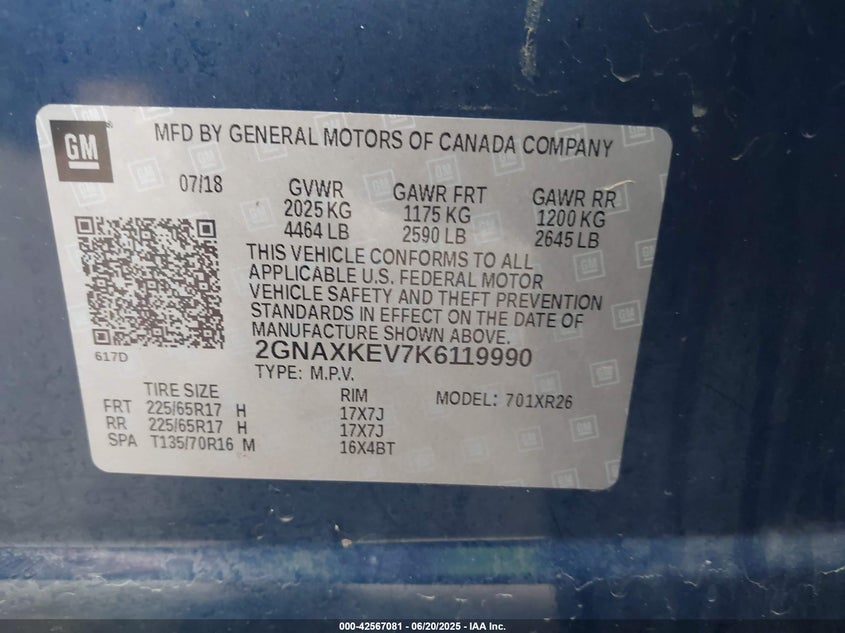 GM
MFD BY GENERAL MOTORS OF CANADA COMPANY
07/18
GVWR
2025 KG
4464 LB
GAWR FRT
1175 KG
2590 LB
GAWR RR
1200 KG
2645 LB
THIS VEHICLE CONFORMS TO ALL
APPLICABLE U.S. FEDERAL MOTOR
VEHICLE SAFETY AND THEFT PREVENTION
STANDARDS IN EFFECT ON THE DATE OF
MANUFACTURE SHOWN ABOVE.
617D
2GNAXKEV7K6119990
TYPE: M.P.V.
TIRE SIZE
RIM
MODEL: 701XR26
FRT 225/65R17 H 17X7J
RR 225/65R17 H 17X7J
SPA T135/70R16 M 16X4BT
000-42567081 - 06/20/2025 - IAA Inc.